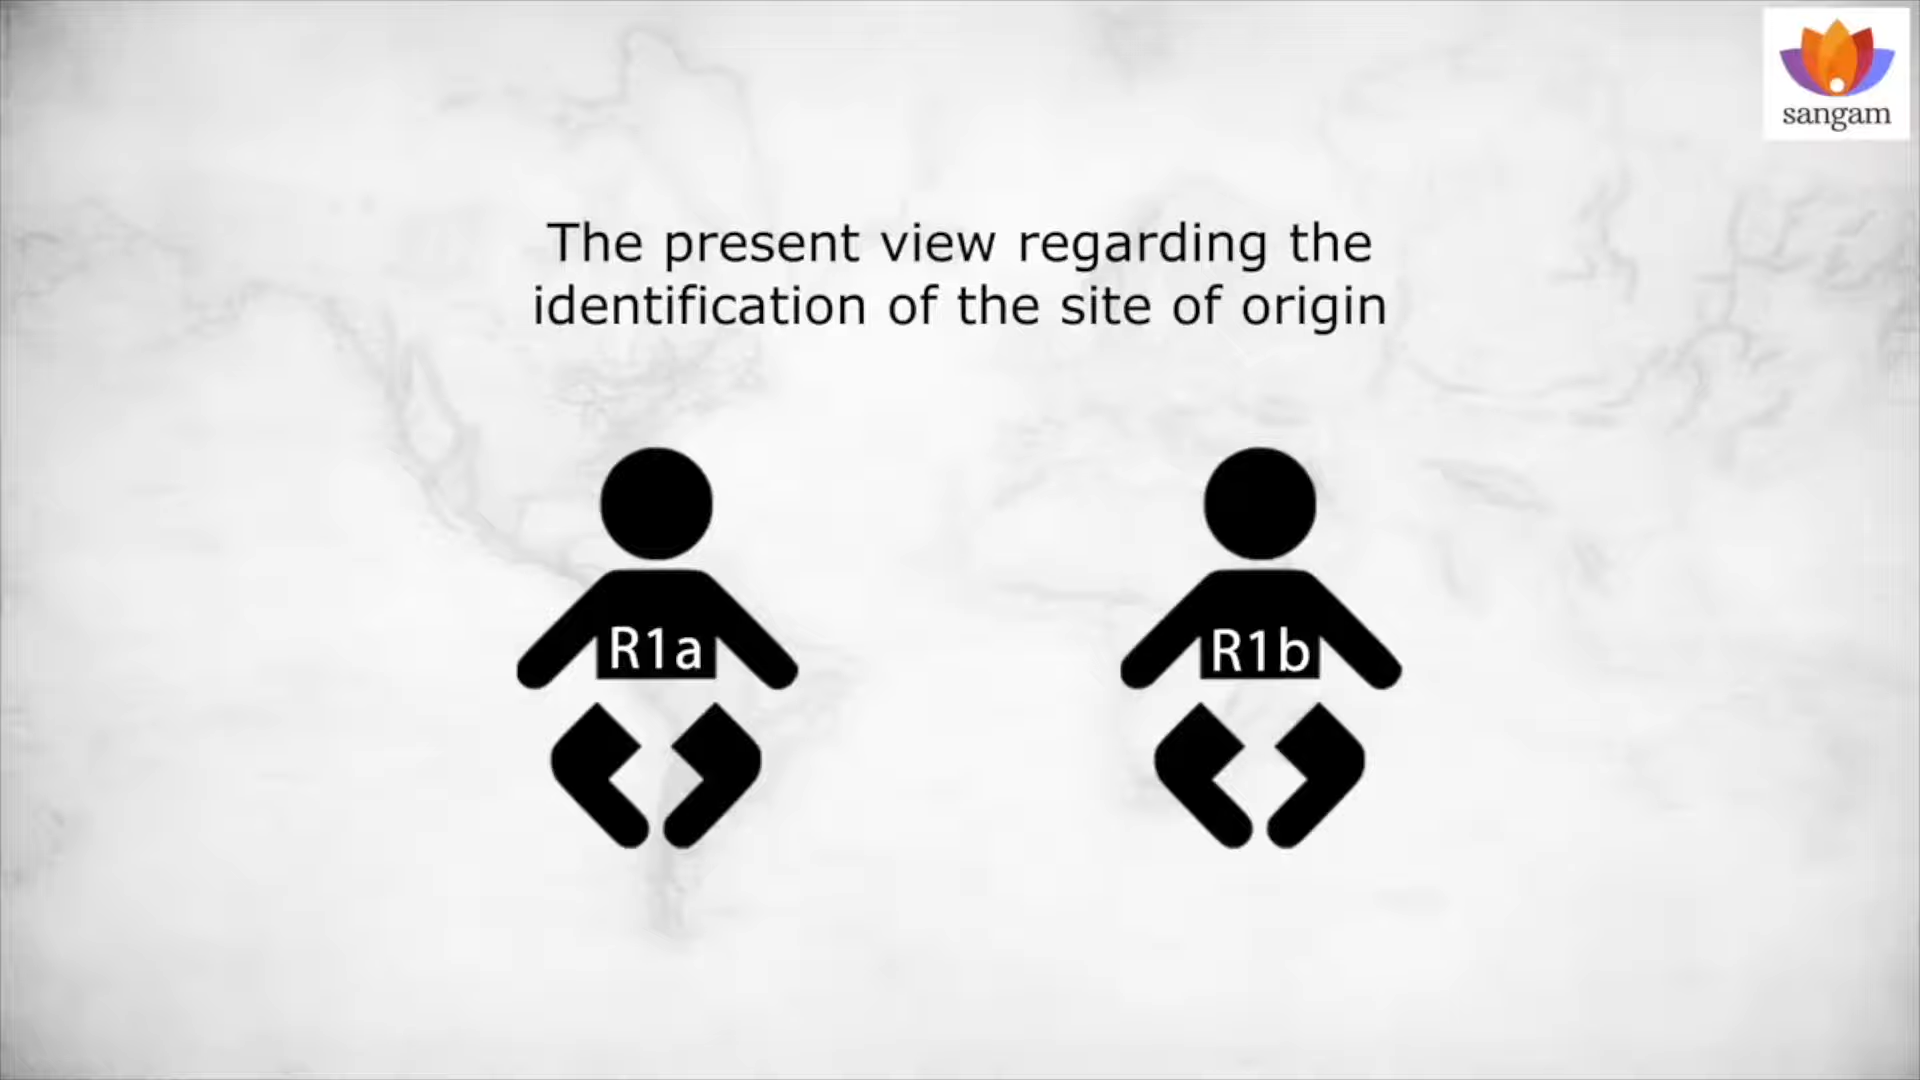 sangam
The present view regarding the
identification of the site of origin
R1a
R1b